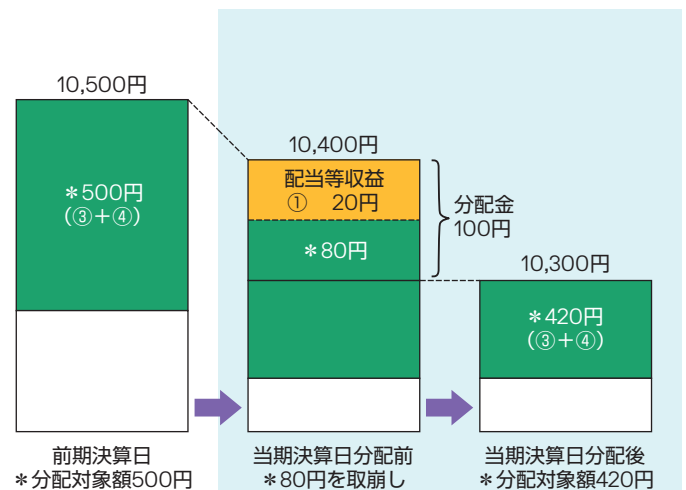 10,500円
＊500円
（③＋④）
前期決算日
＊分配対象額500円
10,400円
配当等収益
① 20円
＊80円
分配金
100円
当期決算日分配前
＊80円を取崩し
10,300円
＊420円
（③＋④）
当期決算日分配後
＊分配対象額420円